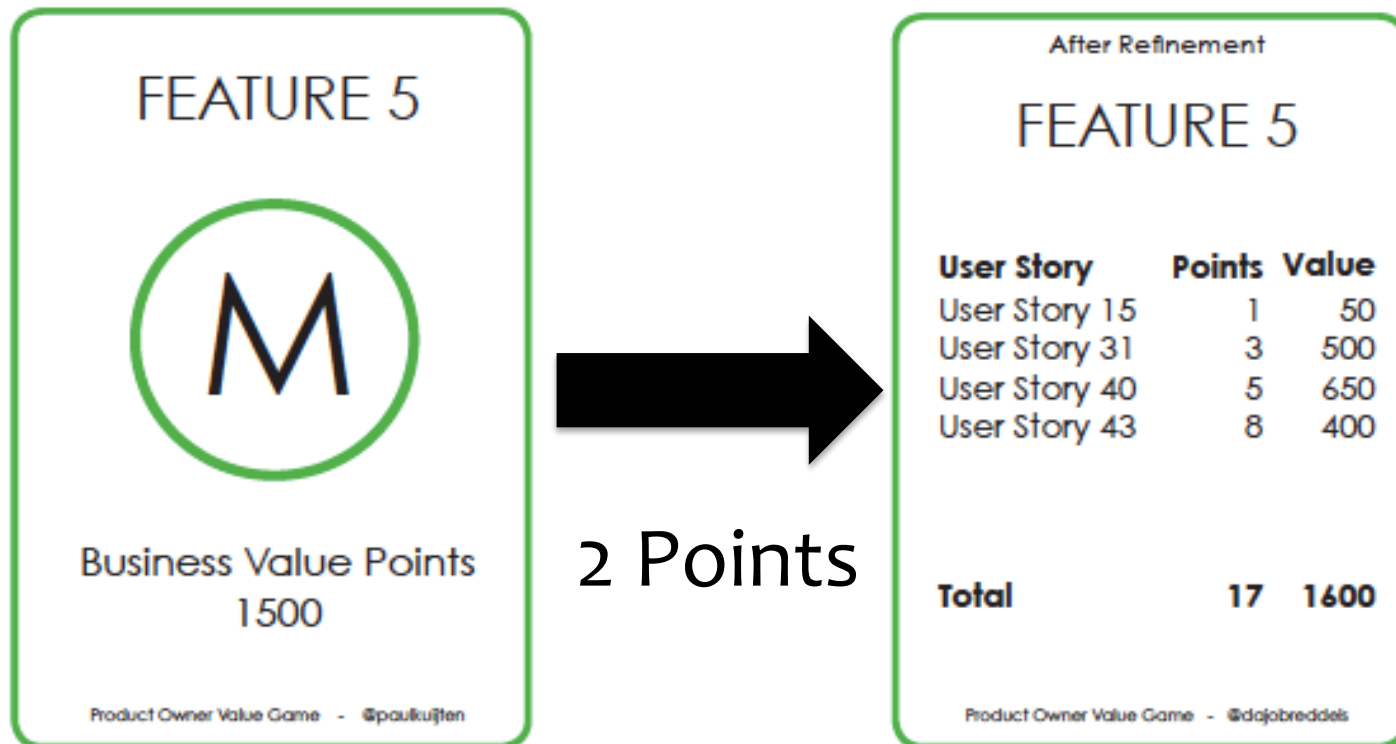 FEATURE 5
M
Business Value Points
1500
Product Owner Value Game - @paulkuijten
2 Points
After Refinement
FEATURE 5
User Story Points Value
User Story 15 1 50
User Story 31 3 500
User Story 40 5 650
User Story 43 8 400
Total 17 1600
Product Owner Value Game - @dajobreddels